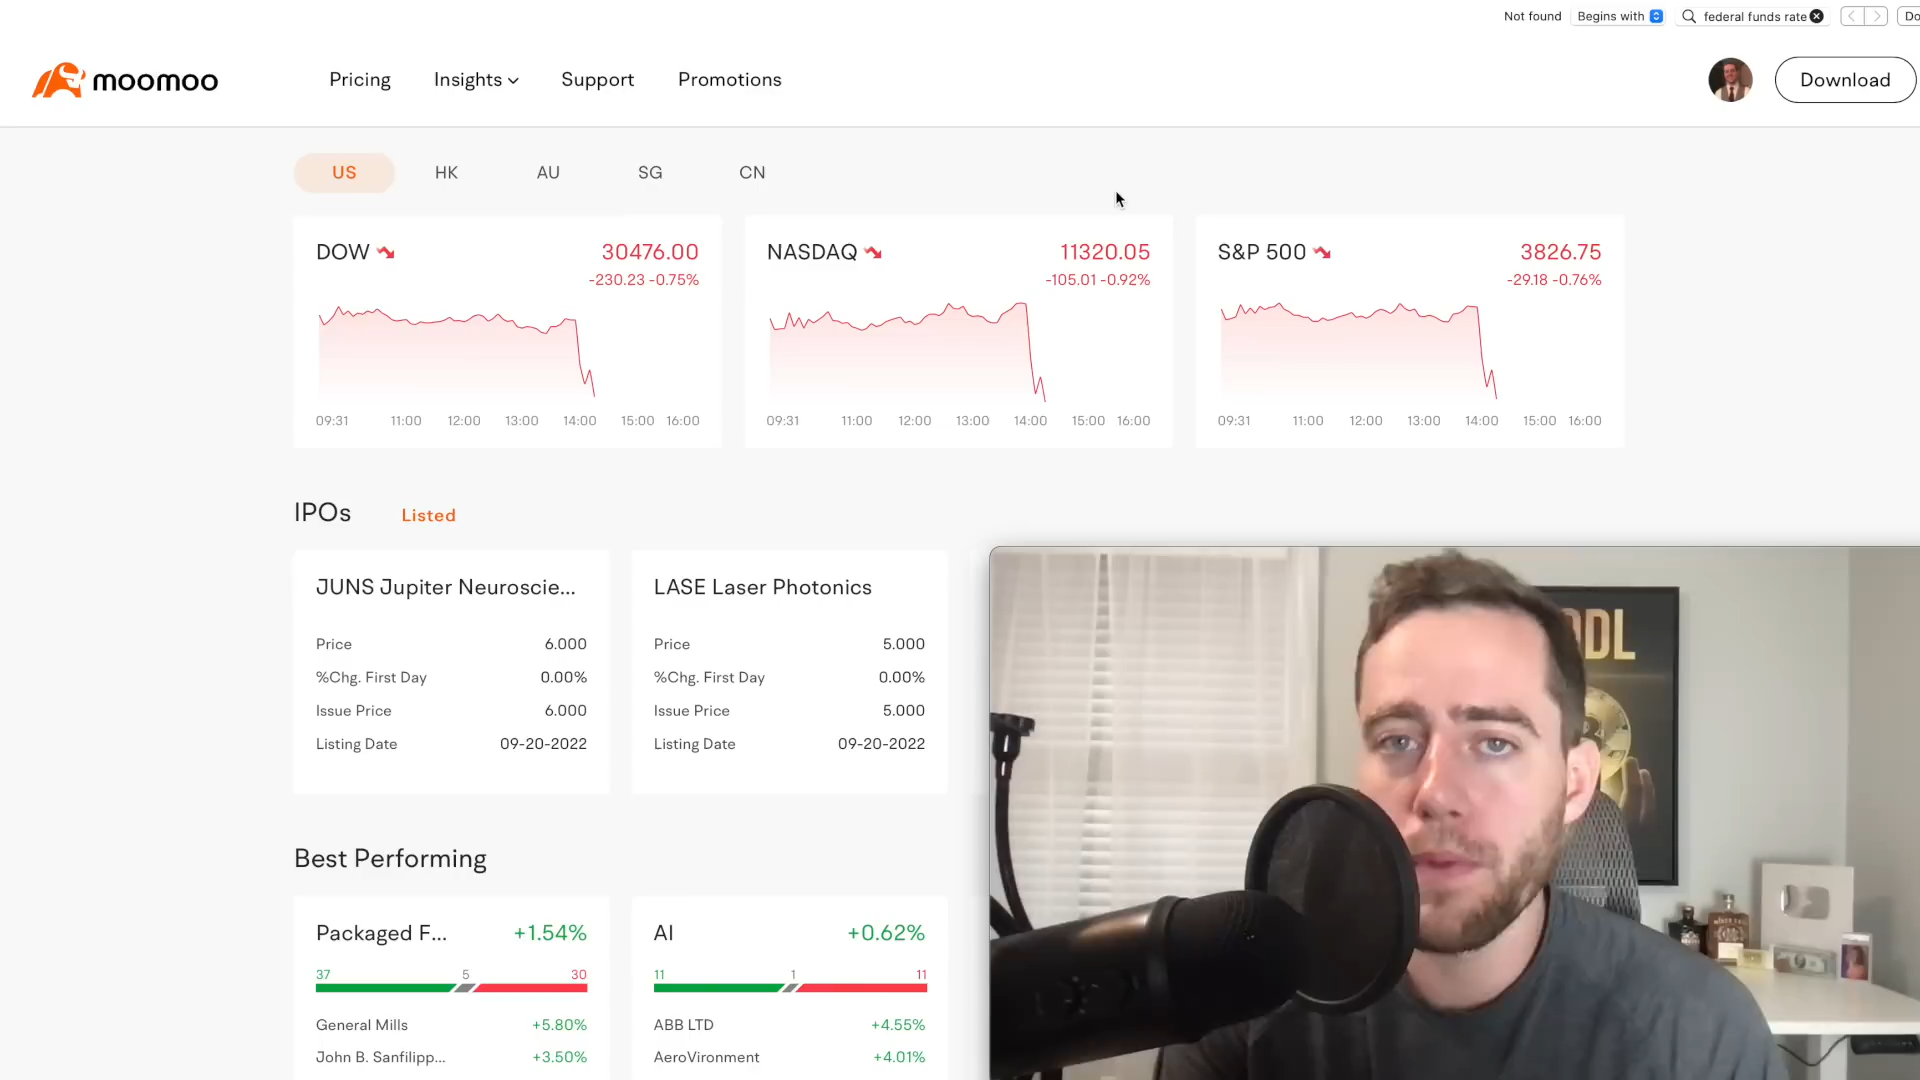 Not found Begins with federal funds rate
moomoo Pricing Insights Support Promotions Download
US HK AU SG CN
DOW 30476.00
-230.23 -0.75%
09:31 11:00 12:00 13:00 14:00 15:00 16:00
NASDAQ 11320.05
-105.01 -0.92%
09:31 11:00 12:00 13:00 14:00 15:00 16:00
S&P 500 3826.75
-29.18 -0.76%
09:31 11:00 12:00 13:00 14:00 15:00 16:00
IPOs Listed
JUNS Jupiter Neuroscie...
Price 6.000
%Chg. First Day 0.00%
Issue Price 6.000
Listing Date 09-20-2022
LASE Laser Photonics
Price 5.000
%Chg. First Day 0.00%
Issue Price 5.000
Listing Date 09-20-2022
Best Performing
Packaged F... +1.54%
37 5 30
General Mills +5.80%
John B. Sanfilipp... +3.50%
AI +0.62%
11 1 11
ABB LTD +4.55%
AeroVironment +4.01%